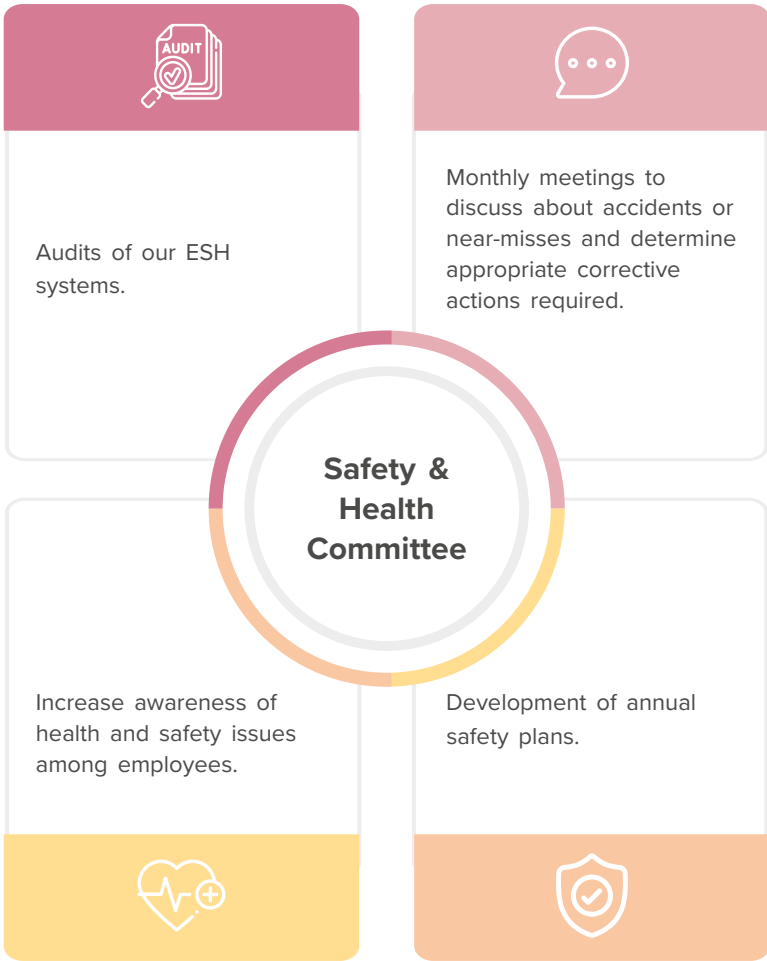 AUDIT
Audits of our ESH
systems.
Monthly meetings to
discuss about accidents or
near-misses and determine
appropriate corrective
actions required.
Safety &
Health
Committee
Increase awareness of
health and safety issues
among employees.
Development of annual
safety plans.